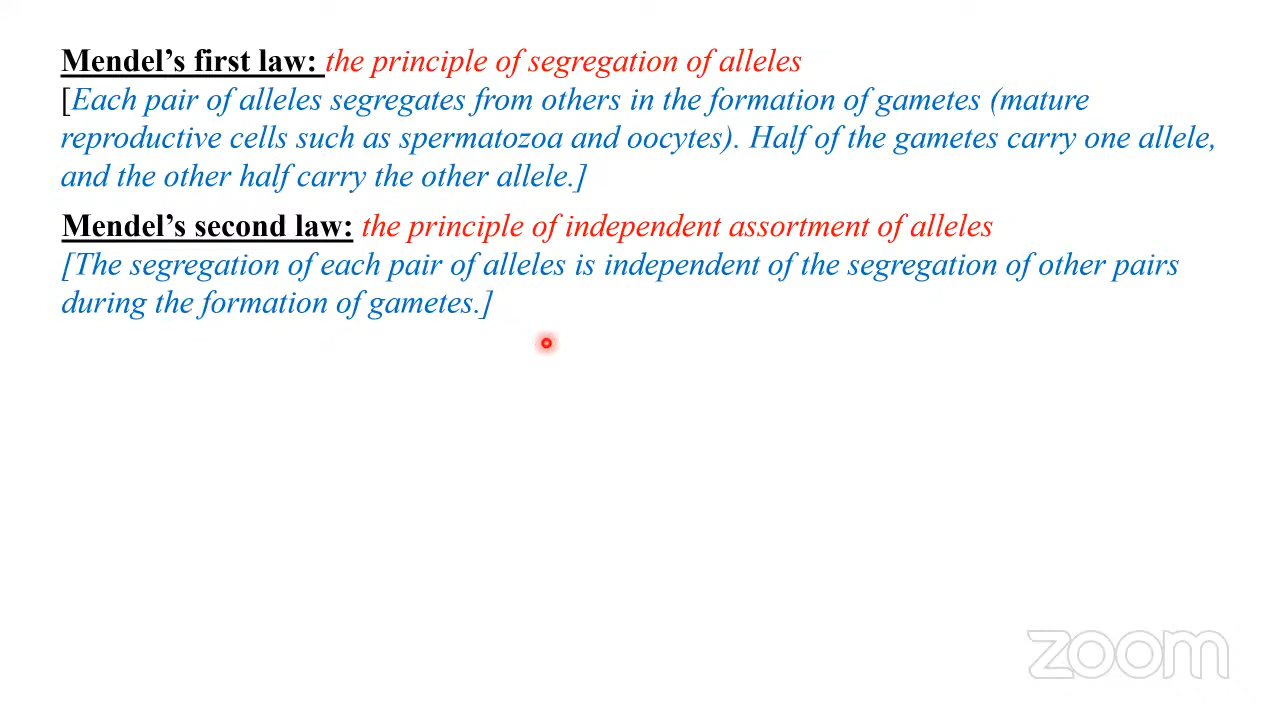 Mendel’s first law: the principle of segregation of alleles
[Each pair of alleles segregates from others in the formation of gametes (mature
reproductive cells such as spermatozoa and oocytes). Half of the gametes carry one allele,
and the other half carry the other allele.]
Mendel’s second law: the principle of independent assortment of alleles
[The segregation of each pair of alleles is independent of the segregation of other pairs
during the formation of gametes.]
zoom